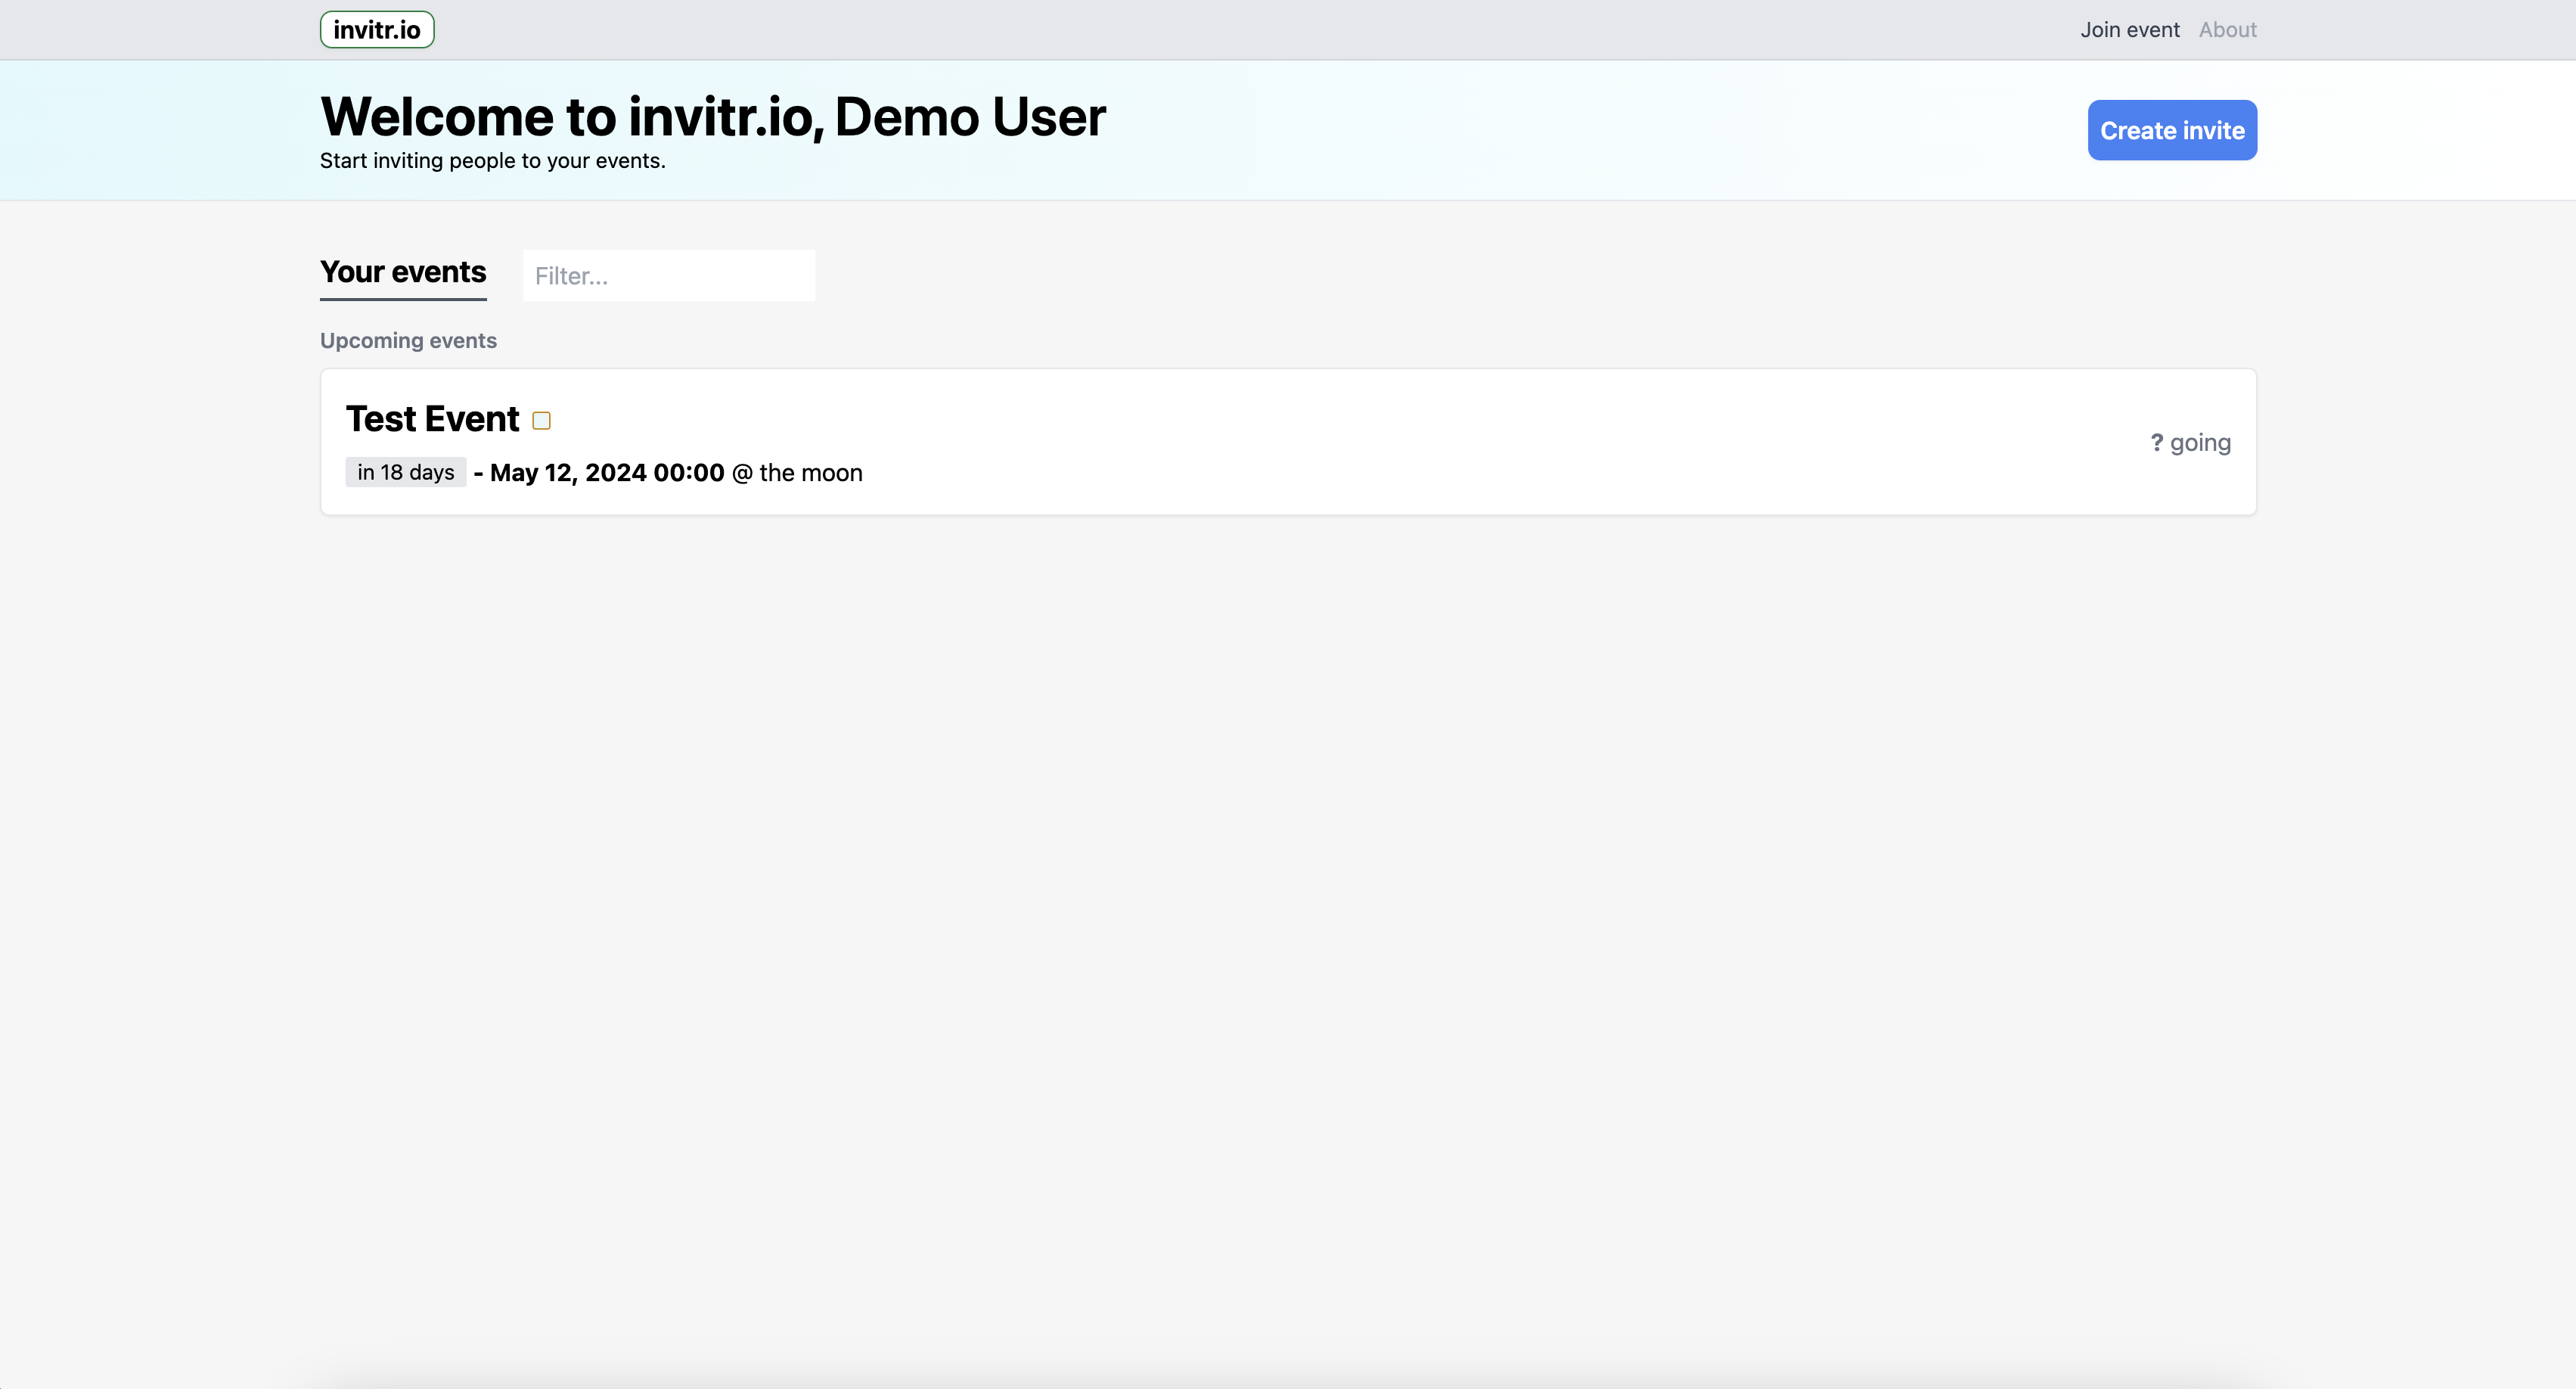 invitr.io
Join event About
Welcome to invitr.io, Demo User
Start inviting people to your events.
Create invite
Your events
Filter...
Upcoming events
Test Event
in 18 days - May 12, 2024 00:00 @ the moon
? going